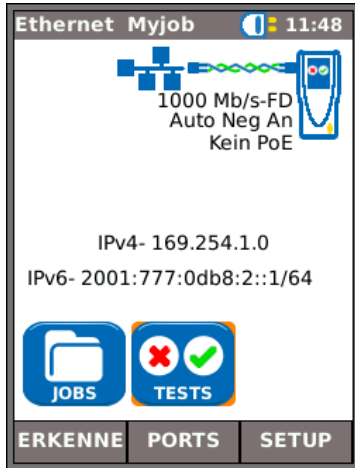 Ethernet Myjob 11:48
1000 Mb/s-FD
Auto Neg An
Kein PoE
IPv4- 169.254.1.0
IPv6- 2001:777:0db8:2::1/64
JOBS TESTS
ERKENNE PORTS SETUP